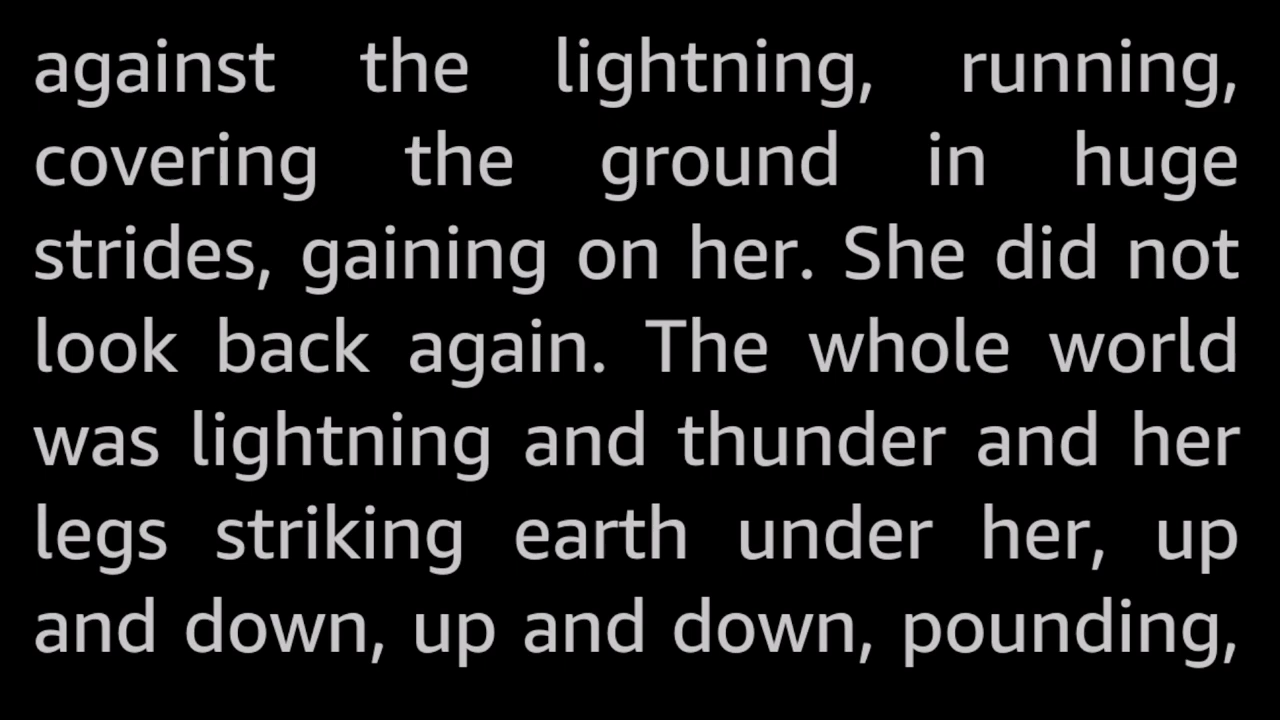 against the lightning, running,
covering the ground in huge
strides, gaining on her. She did not
look back again. The whole world
was lightning and thunder and her
legs striking earth under her, up
and down, up and down, pounding,